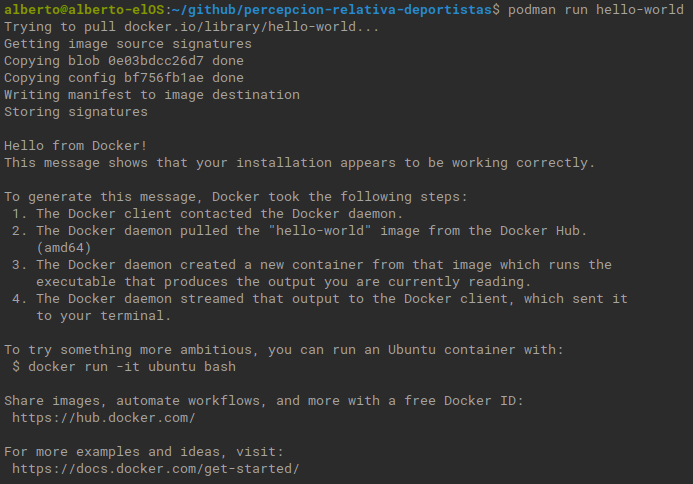 alberto@alberto-elOS:~/github/percepcion-relativa-deportistas$ podman run hello-world
Trying to pull docker.io/library/hello-world...
Getting image source signatures
Copying blob 0e03bdcc26d7 done
Copying config bf756fb1ae done
Writing manifest to image destination
Storing signatures

Hello from Docker!
This message shows that your installation appears to be working correctly.

To generate this message, Docker took the following steps:
 1. The Docker client contacted the Docker daemon.
 2. The Docker daemon pulled the "hello-world" image from the Docker Hub.
    (amd64)
 3. The Docker daemon created a new container from that image which runs the
    executable that produces the output you are currently reading.
 4. The Docker daemon streamed that output to the Docker client, which sent it
    to your terminal.

To try something more ambitious, you can run an Ubuntu container with:
 $ docker run -it ubuntu bash

Share images, automate workflows, and more with a free Docker ID:
 https://hub.docker.com/

For more examples and ideas, visit:
 https://docs.docker.com/get-started/